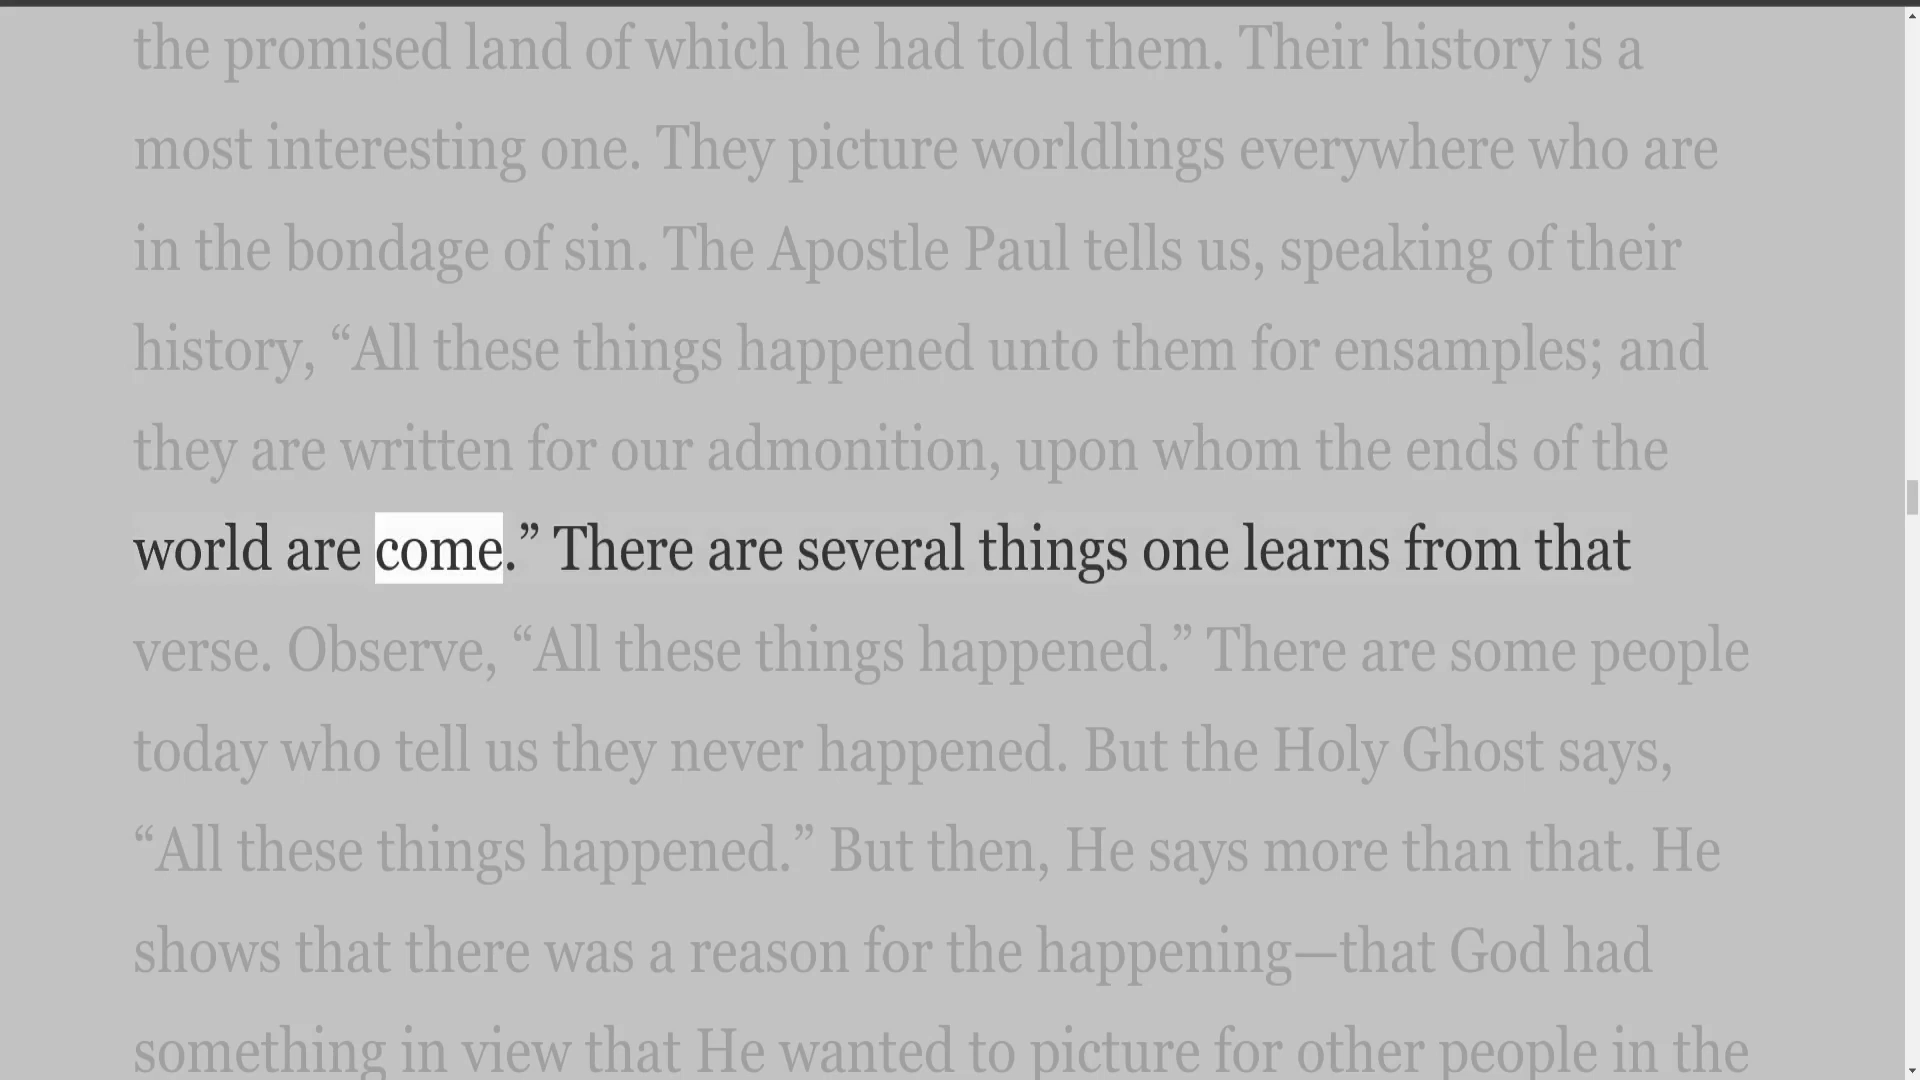 the promised land of which he had told them. Their history is a
most interesting one. They picture worldlings everywhere who are
in the bondage of sin. The Apostle Paul tells us, speaking of their
history, “All these things happened unto them for ensamples; and
they are written for our admonition, upon whom the ends of the
world are come.” There are several things one learns from that
verse. Observe, “All these things happened.” There are some people
today who tell us they never happened. But the Holy Ghost says,
“All these things happened.” But then, He says more than that. He
shows that there was a reason for the happening—that God had
something in view that He wanted to picture for other people in the